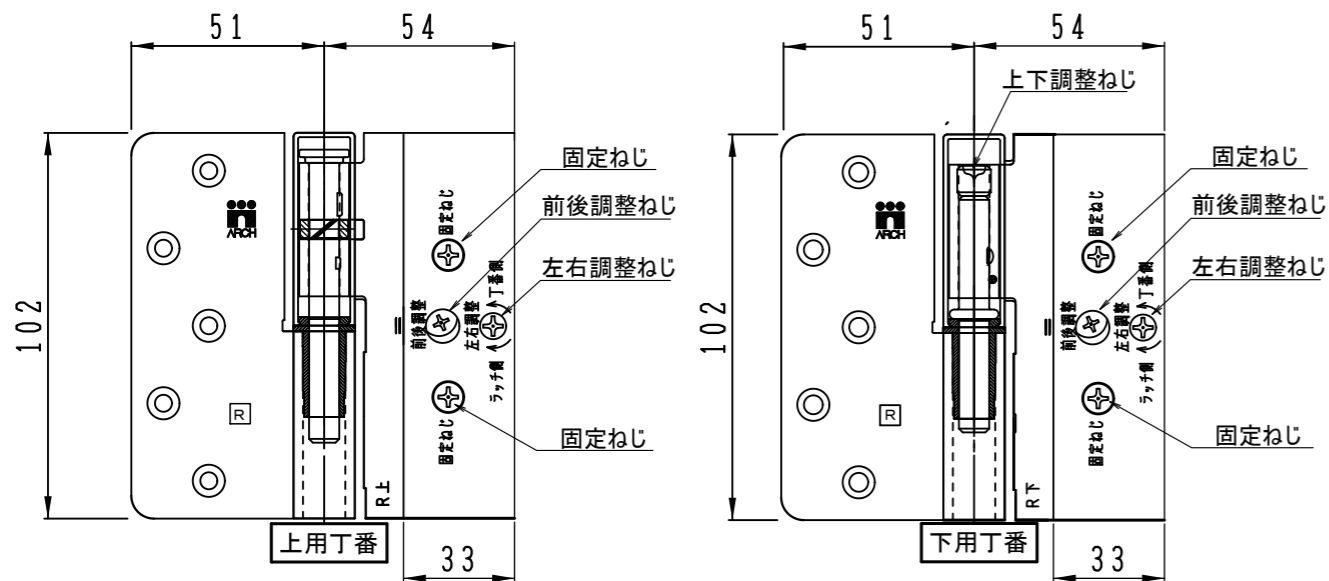 51
54
102
固定ねじ
前後調整ねじ
左右調整ねじ
固定ねじ
ARCH
固定ねじ
前後調整
左右調整
丁番側
ラッチ側
固定ねじ
R
R上
上用丁番
33
51
54
102
上下調整ねじ
固定ねじ
前後調整ねじ
左右調整ねじ
固定ねじ
ARCH
固定ねじ
前後調整
左右調整
丁番側
ラッチ側
固定ねじ
R
R下
下用丁番
33